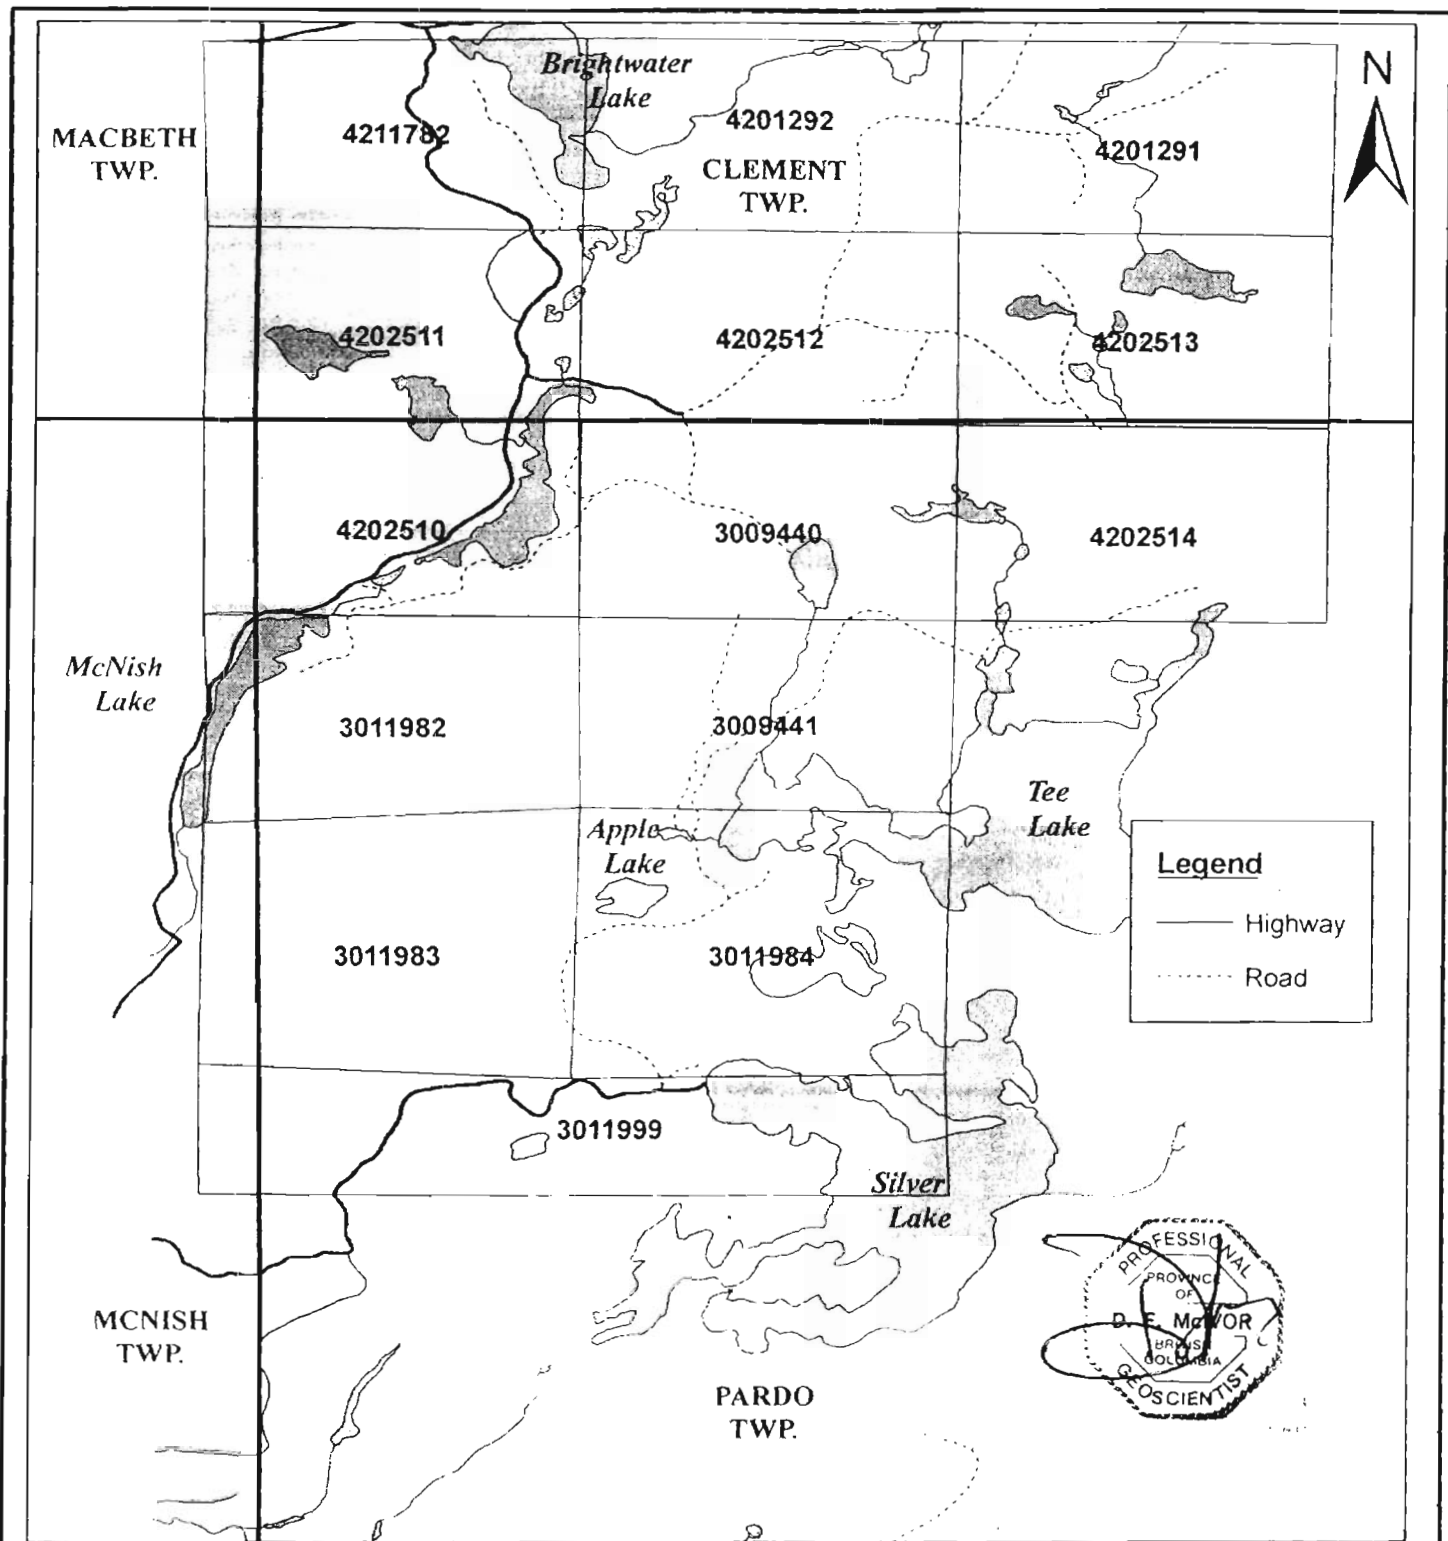 N
Brightwater
Lake
MACBETH
TWP.
4211782
4201292
4201291
CLEMENT
TWP.
4202511
4202512
4202513
4202510
3009440
4202514
McNish
Lake
3011982
3009441
Tee
Lake
Apple
Lake
Legend
Highway
Road
3011983
3011984
3011999
Silver
Lake
PROFESSIONAL
PROVINCE
OF
D. E. McIVOR
BRITISH
COLUMBIA
GEOSCIENTIST
MCNISH
TWP.
PARDO
TWP.